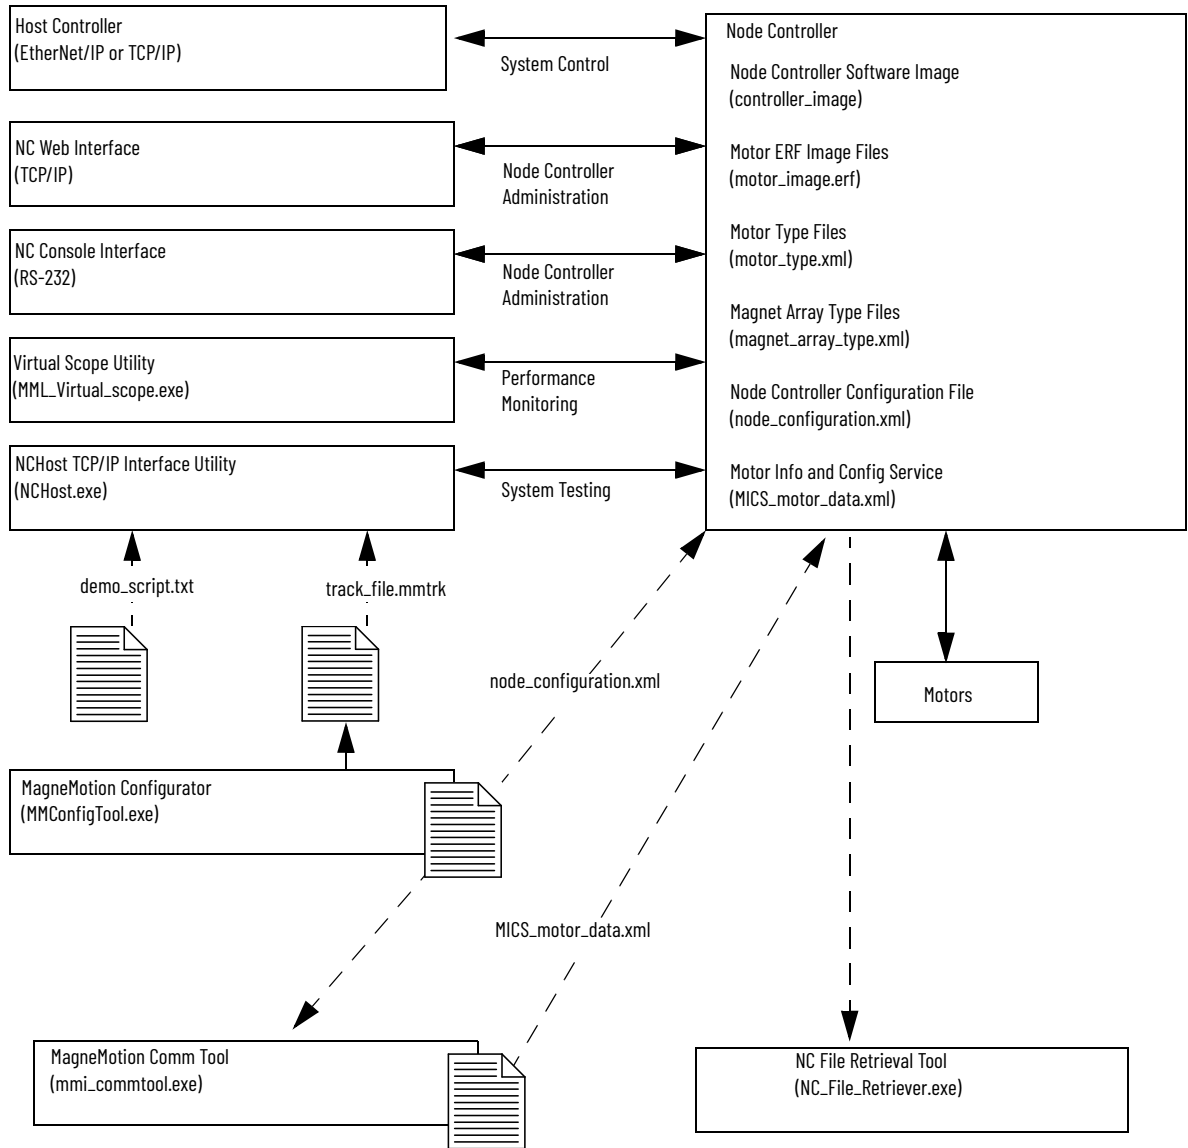 Host Controller
(EtherNet/IP or TCP/IP)
System Control
NC Web Interface
(TCP/IP)
Node Controller
Administration
NC Console Interface
(RS-232)
Node Controller
Administration
Virtual Scope Utility
(MML_Virtual_scope.exe)
Performance
Monitoring
NCHost TCP/IP Interface Utility
(NCHost.exe)
System Testing
Node Controller
Node Controller Software Image
(controller_image)
Motor ERF Image Files
(motor_image.erf)
Motor Type Files
(motor_type.xml)
Magnet Array Type Files
(magnet_array_type.xml)
Node Controller Configuration File
(node_configuration.xml)
Motor Info and Config Service
(MICS_motor_data.xml)
demo_script.txt
track_file.mmtrk
node_configuration.xml
Motors
MagneMotion Configurator
(MMConfigTool.exe)
MICS_motor_data.xml
MagneMotion Comm Tool
(mmi_commtool.exe)
NC File Retrieval Tool
(NC_File_Retriever.exe)